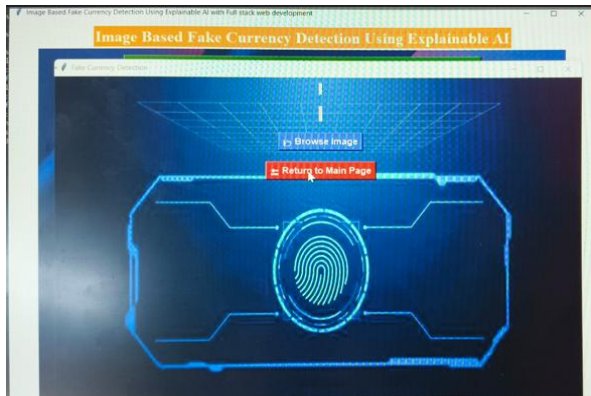 Image Based Fake Currency Detection Using Explainable AI with Full stack web development
Image Based Fake Currency Detection Using Explainable AI
Fake Currency Detection
Browse Image
Return to Main Page